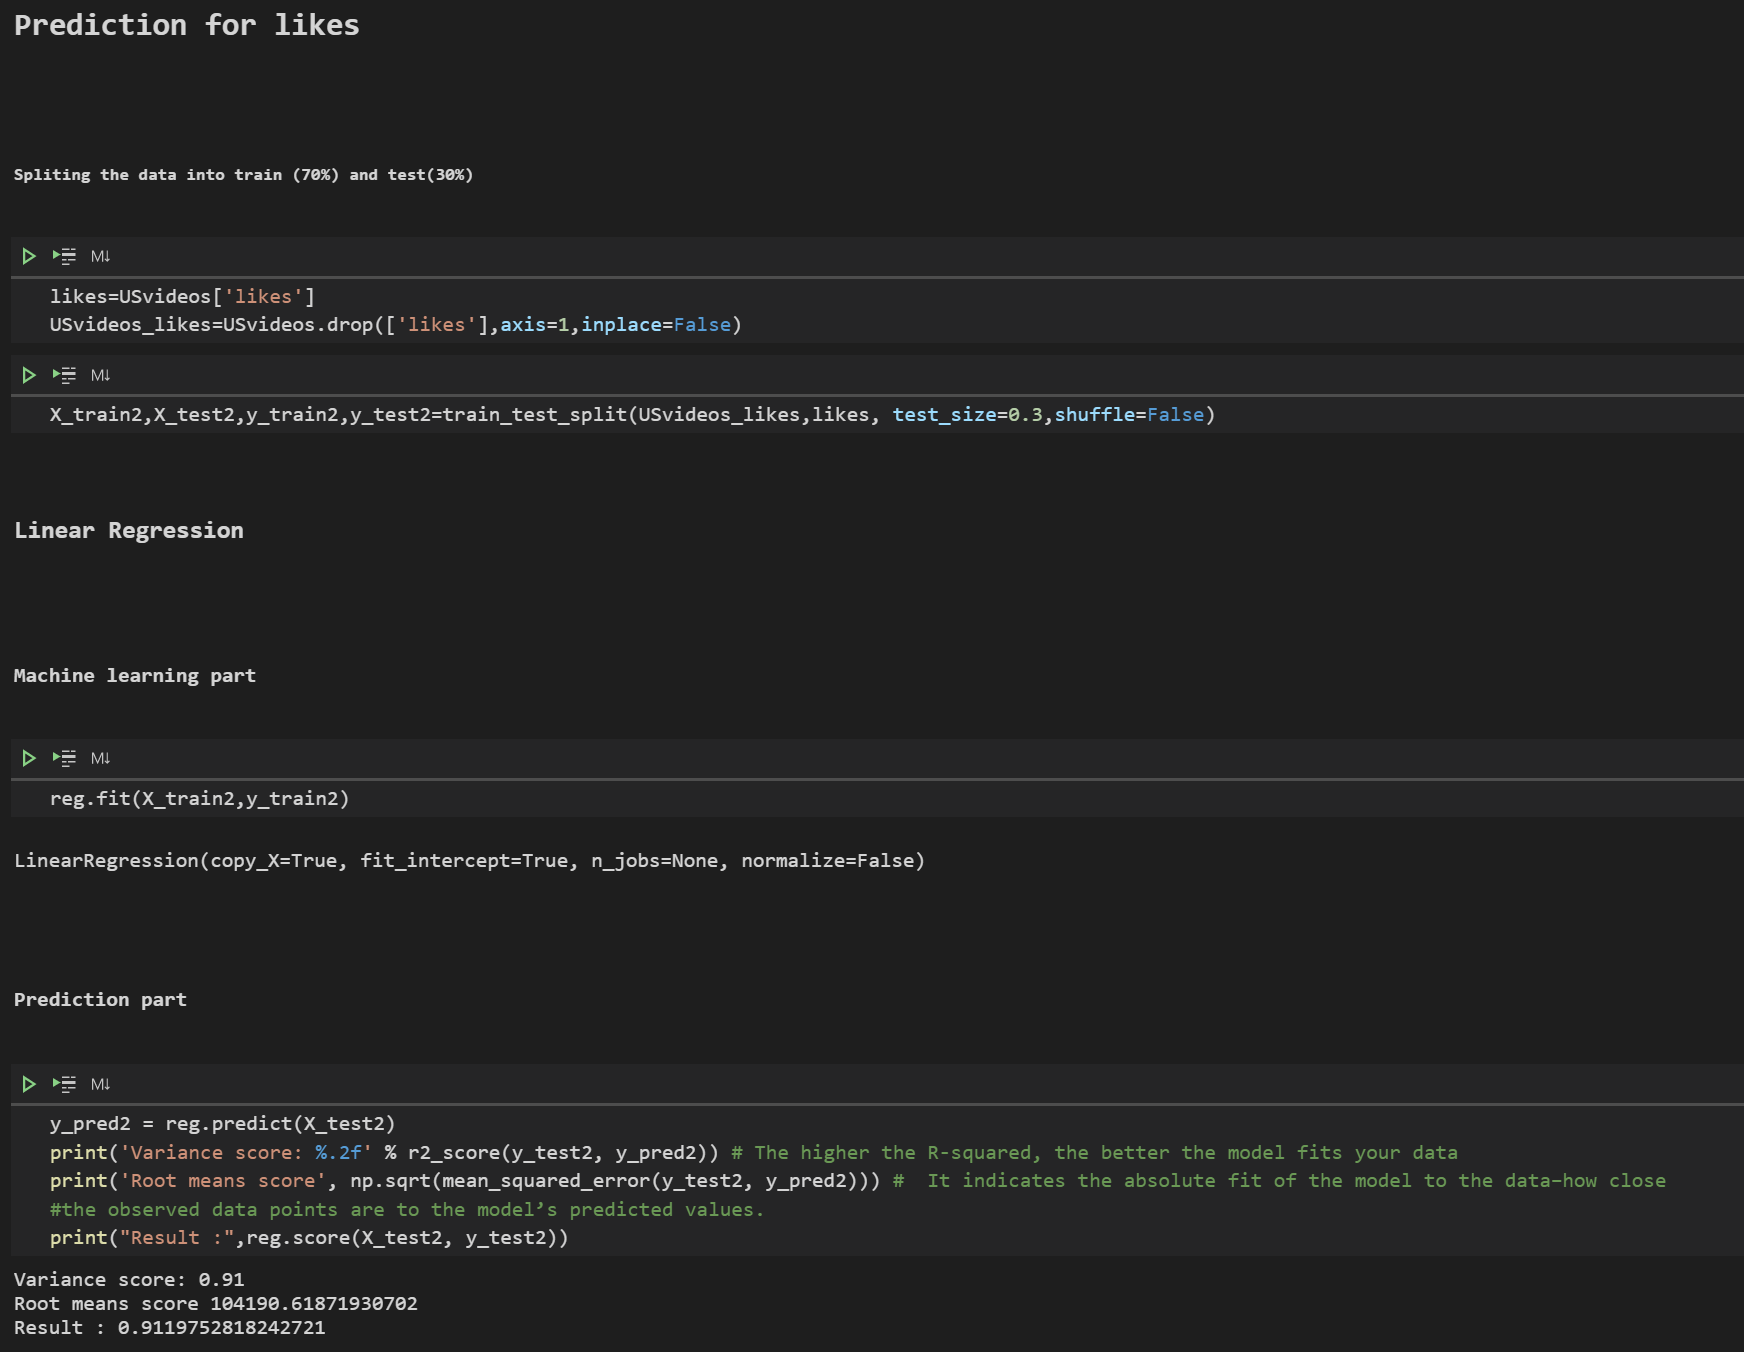 Prediction for likes
Spliting the data into train (70%) and test(30%)
M↓
likes=USvideos['likes']
USvideos_likes=USvideos.drop(['likes'],axis=1,inplace=False)
M↓
X_train2,X_test2,y_train2,y_test2=train_test_split(USvideos_likes,likes, test_size=0.3,shuffle=False)
Linear Regression
Machine learning part
M↓
reg.fit(X_train2,y_train2)
LinearRegression(copy_X=True, fit_intercept=True, n_jobs=None, normalize=False)
Prediction part
M↓
y_pred2 = reg.predict(X_test2)
print('Variance score: %.2f' % r2_score(y_test2, y_pred2)) # The higher the R-squared, the better the model fits your data
print('Root means score', np.sqrt(mean_squared_error(y_test2, y_pred2))) #  It indicates the absolute fit of the model to the data–how close
#the observed data points are to the model’s predicted values.
print("Result :",reg.score(X_test2, y_test2))
Variance score: 0.91
Root means score 104190.61871930702
Result : 0.9119752818242721